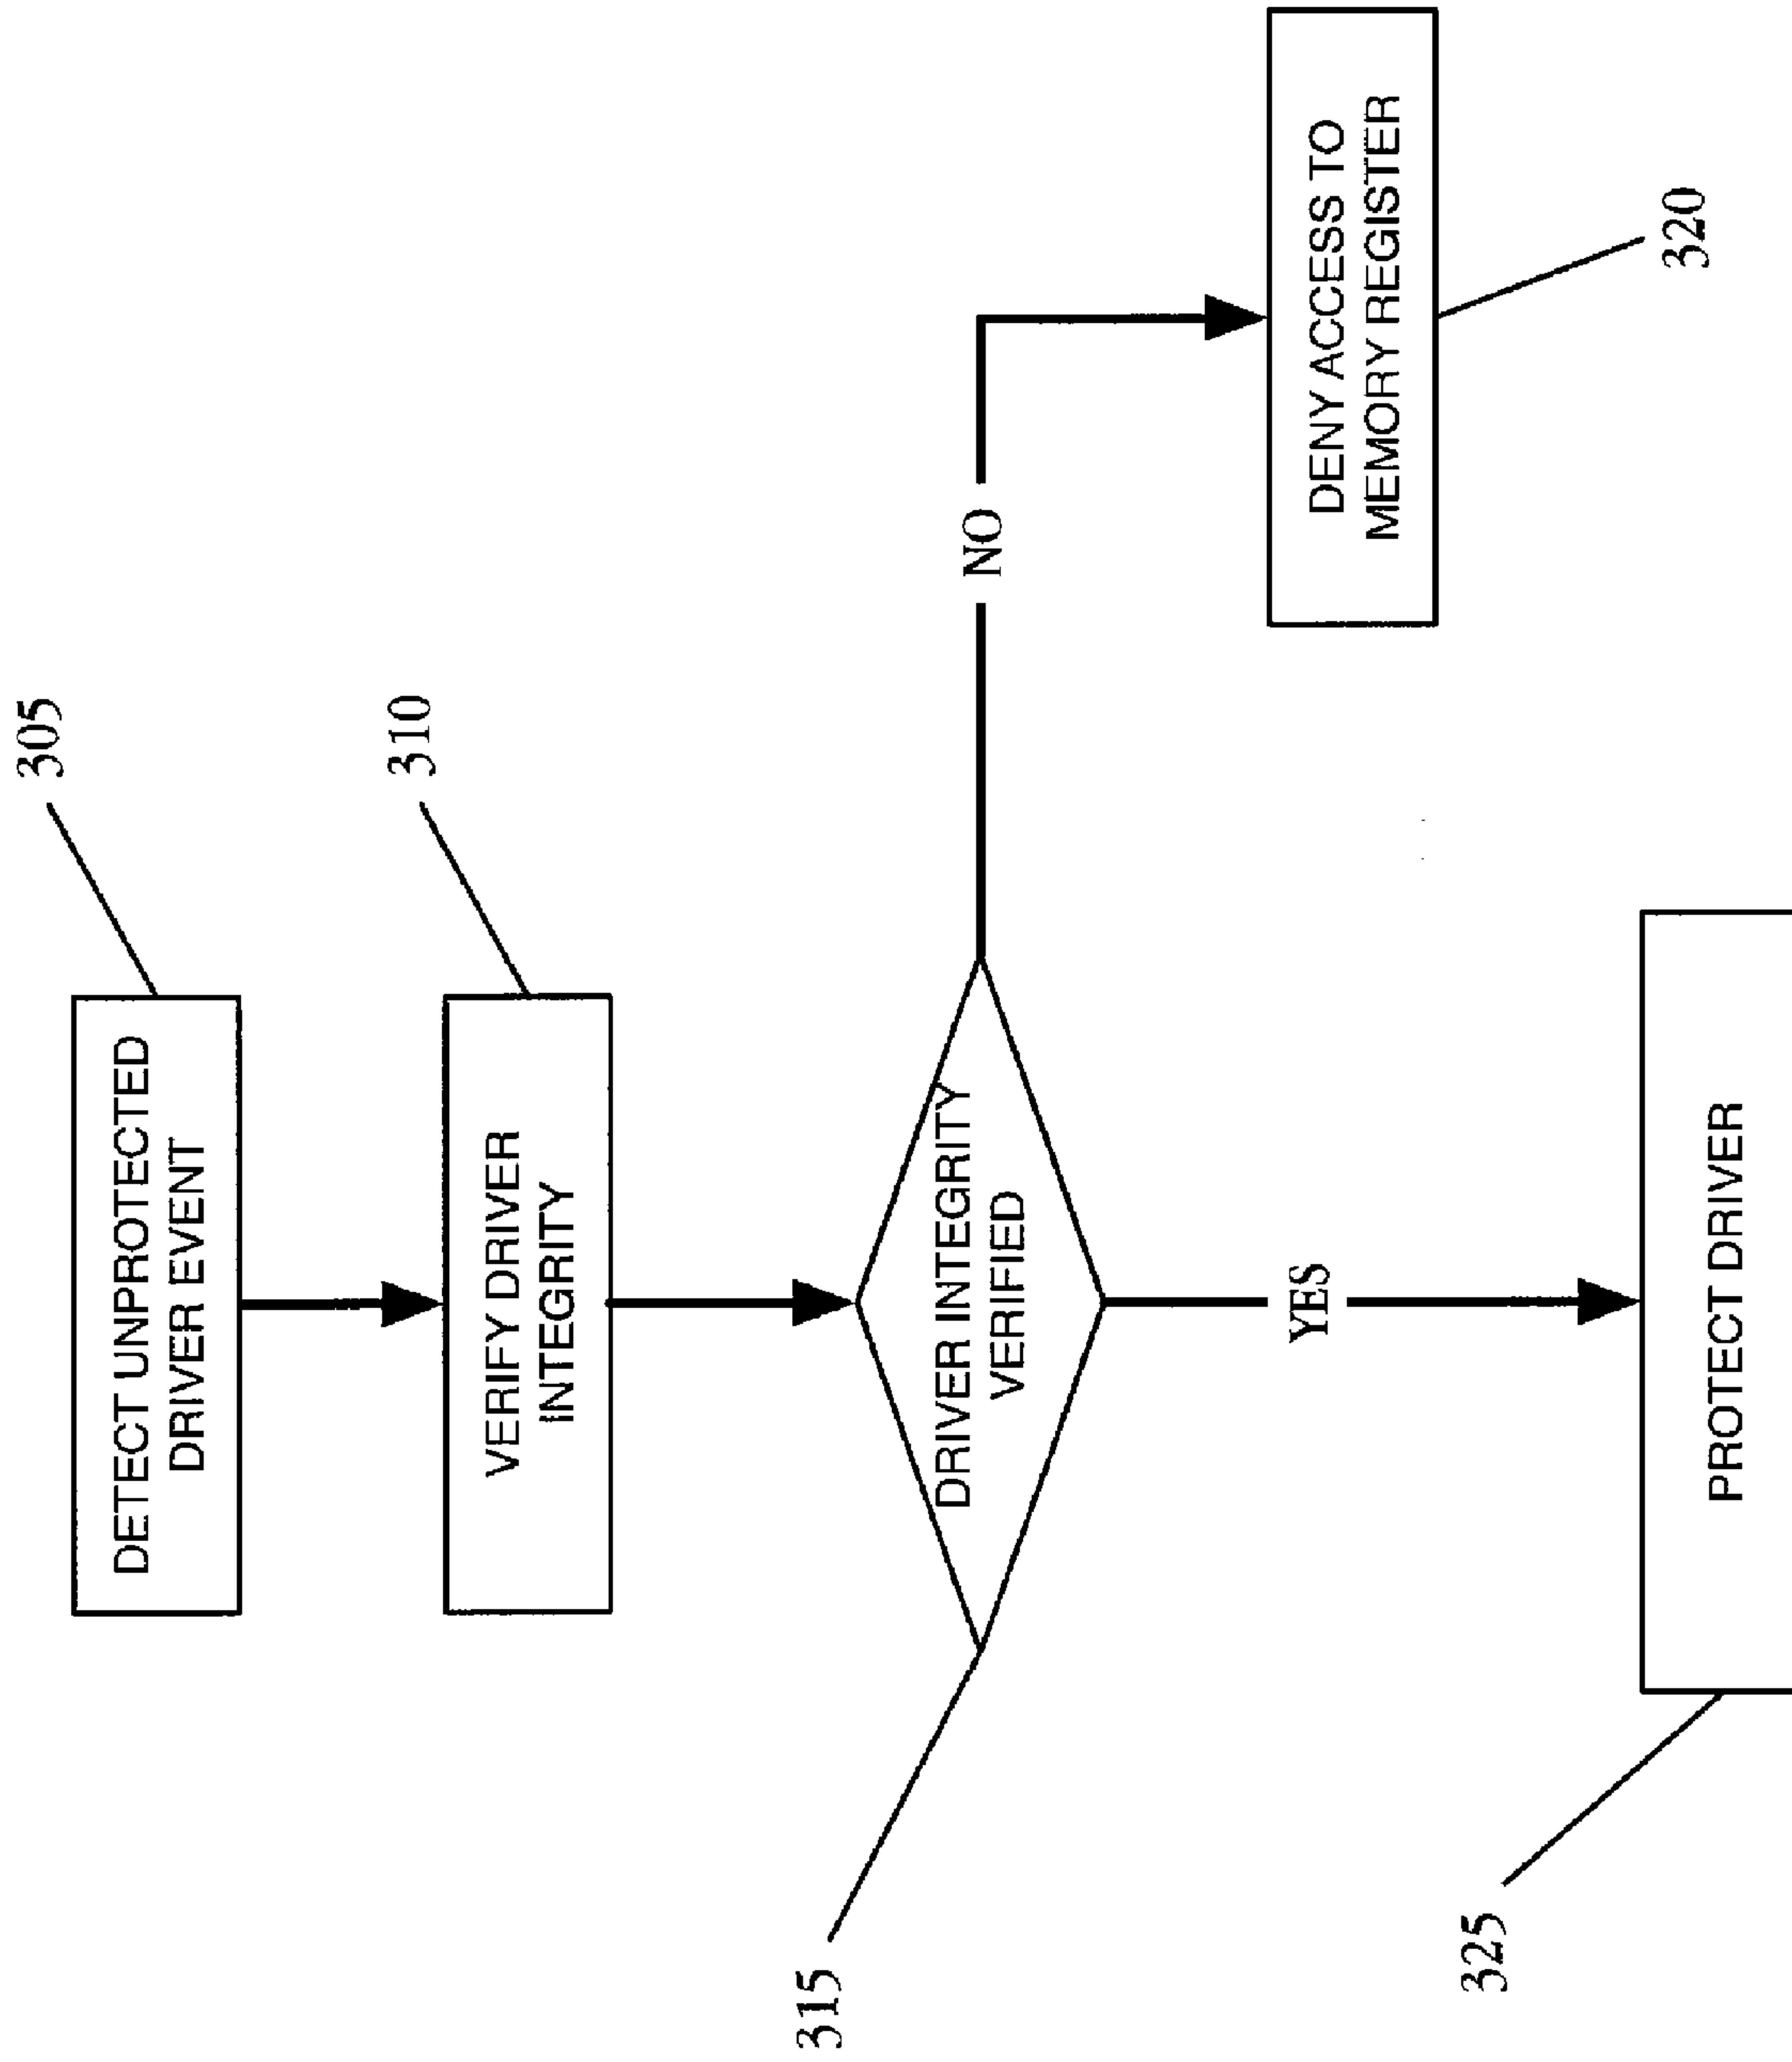 305
DETECT UNPROTECTED
DRIVER EVENT
310
VERIFY DRIVER
INTEGRITY
315
DRIVER INTEGRITY
VERIFIED
NO
DENY ACCESS TO
MEMORY REGISTER
320
YES
325
PROTECT DRIVER